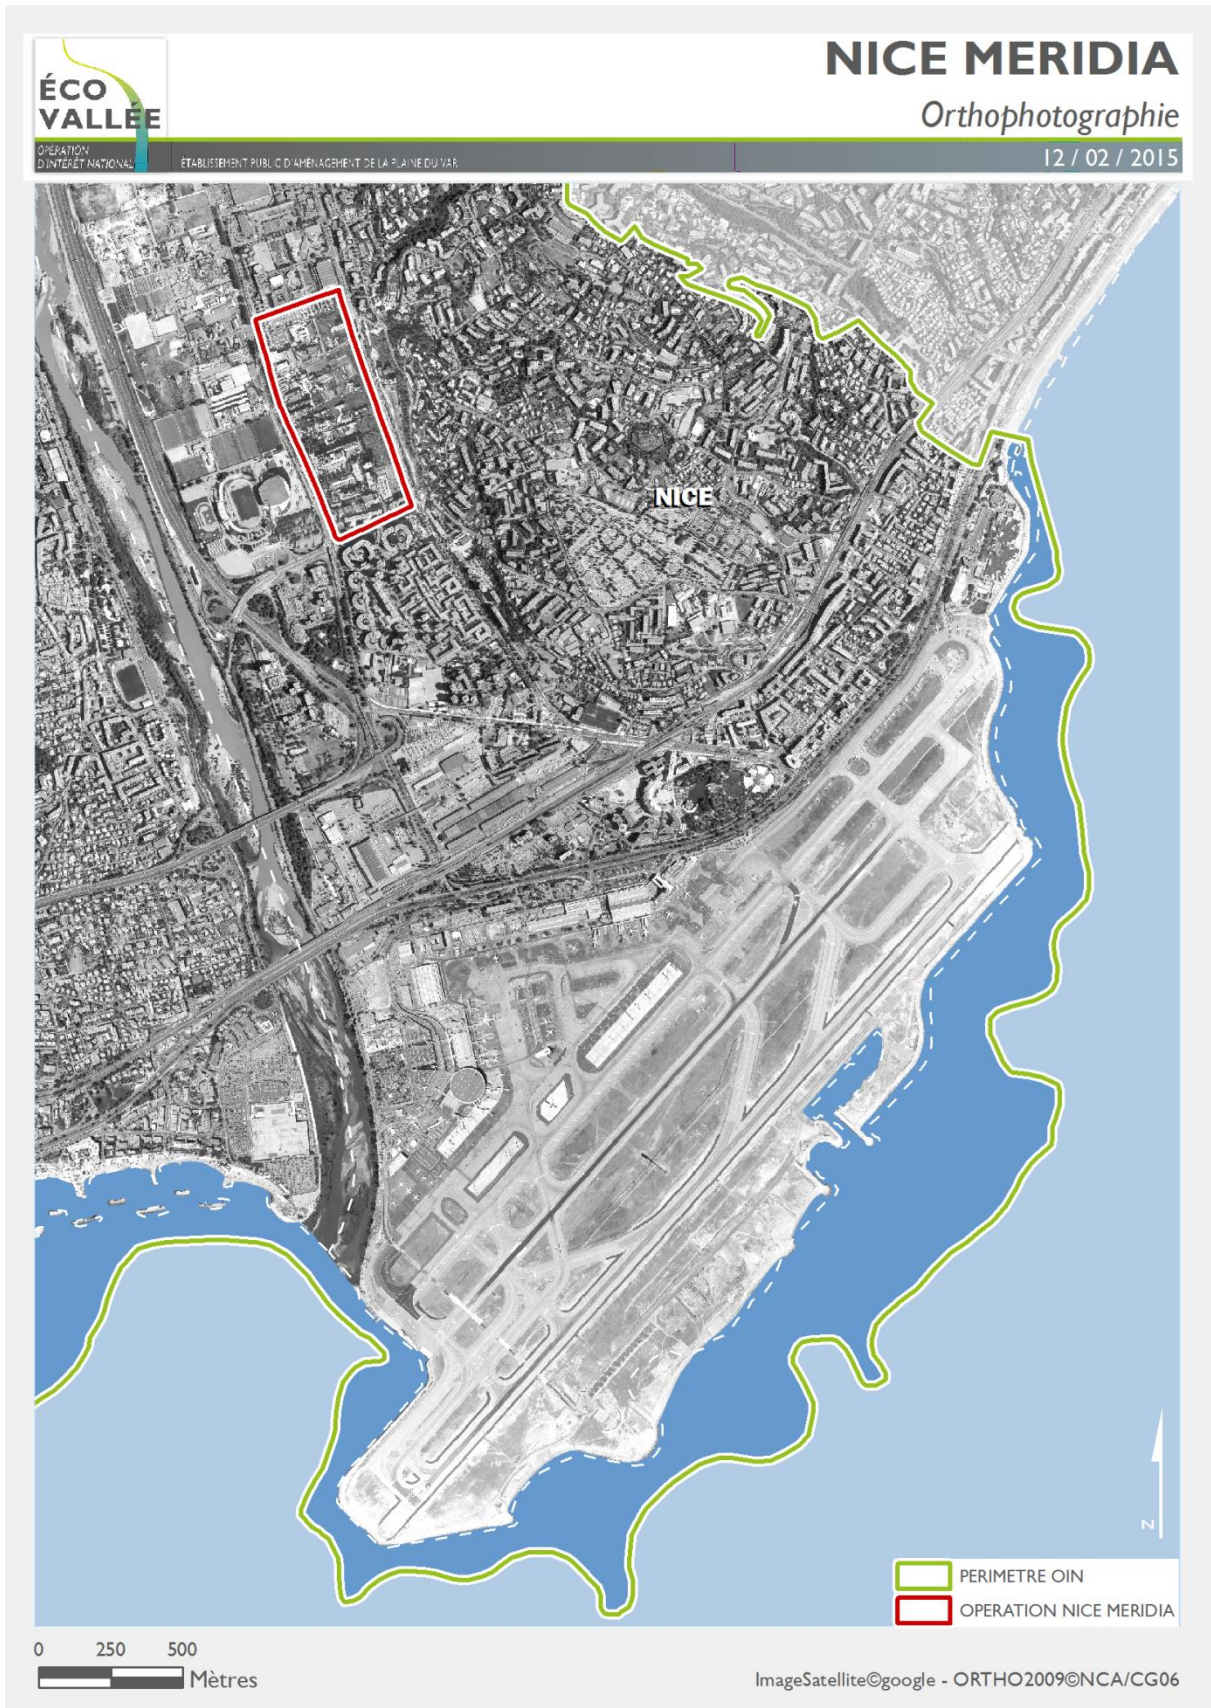 ÉCO
VALLÉE
OPÉRATION
D'INTÉRÊT NATIONAL
ÉTABLISSEMENT PUBLIC D'AMÉNAGEMENT DE LA PLAINE DU VAR
NICE MERIDIA
Orthophotographie
12 / 02 / 2015
NICE
N
PERIMETRE OIN
OPERATION NICE MERIDIA
0 250 500
Mètres
ImageSatellite©google - ORTHO2009©NCA/CG06